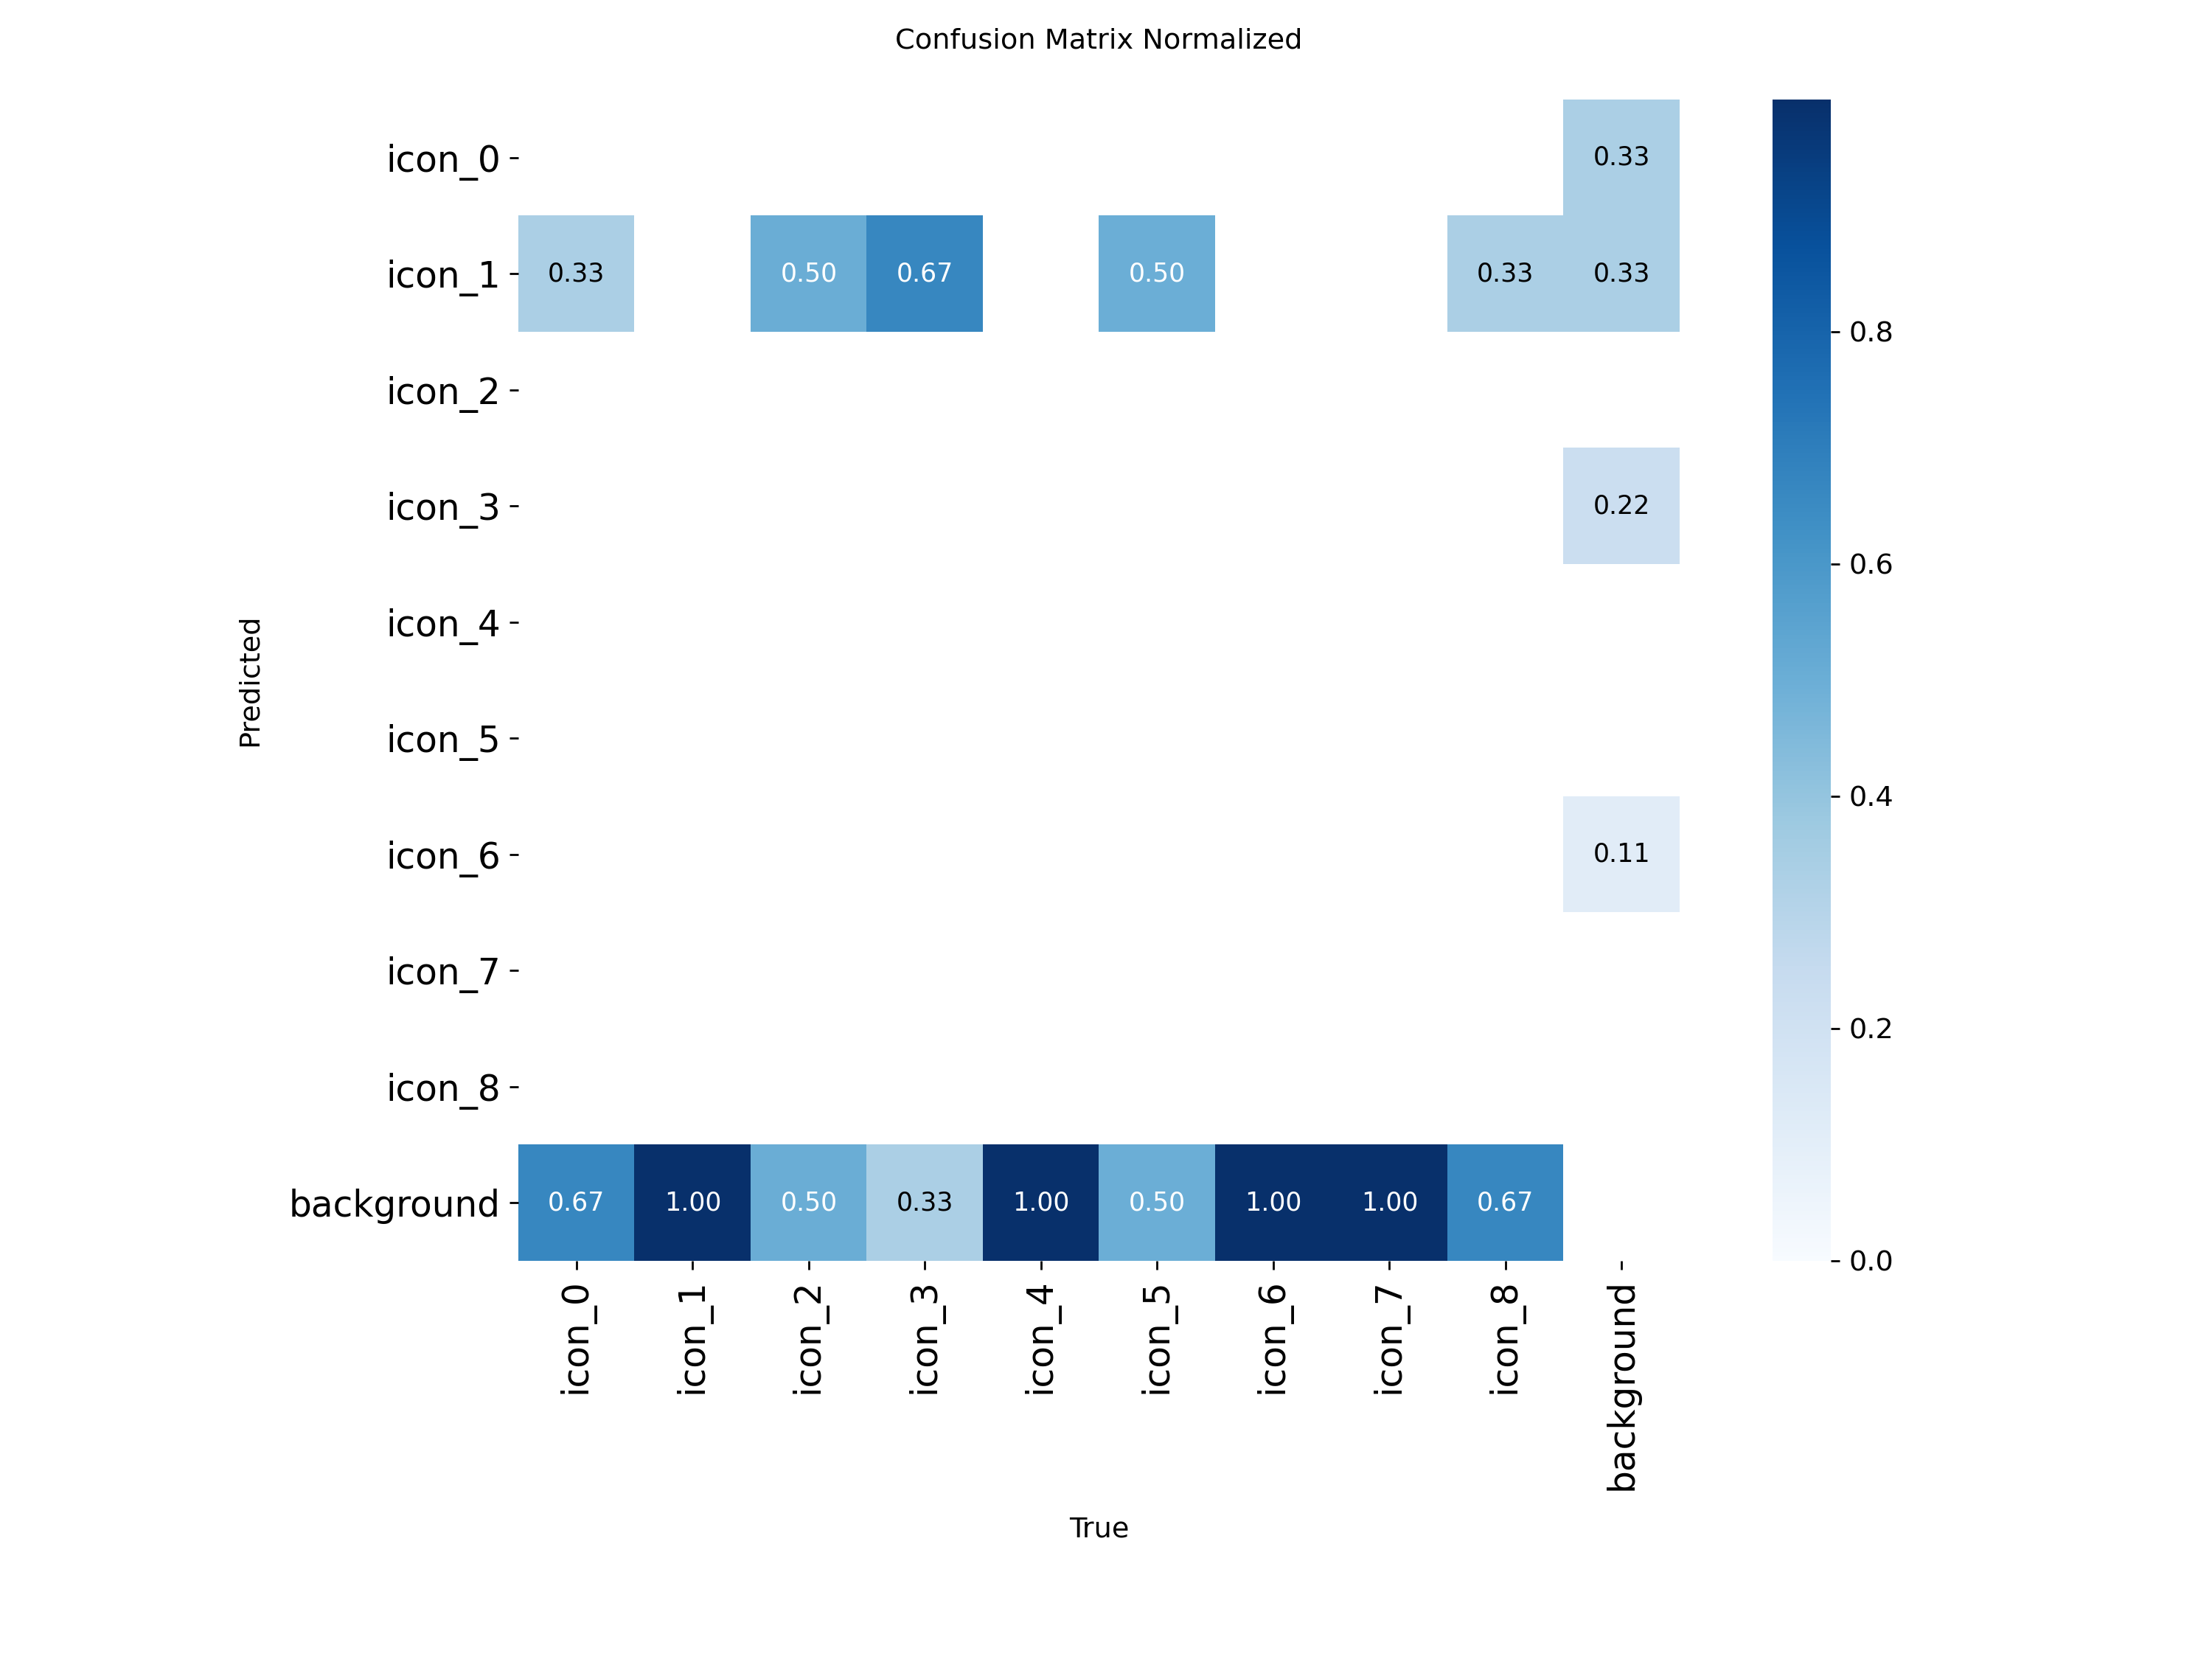 Confusion Matrix Normalized
icon_0
0.33
icon_1
0.33 0.50 0.67 0.50 0.33 0.33
icon_2
icon_3
0.22
icon_4
icon_5
icon_6
0.11
icon_7
icon_8
background
0.67 1.00 0.50 0.33 1.00 0.50 1.00 1.00 0.67
icon_0 icon_1 icon_2 icon_3 icon_4 icon_5 icon_6 icon_7 icon_8 background
Predicted
True
0.8
0.6
0.4
0.2
0.0